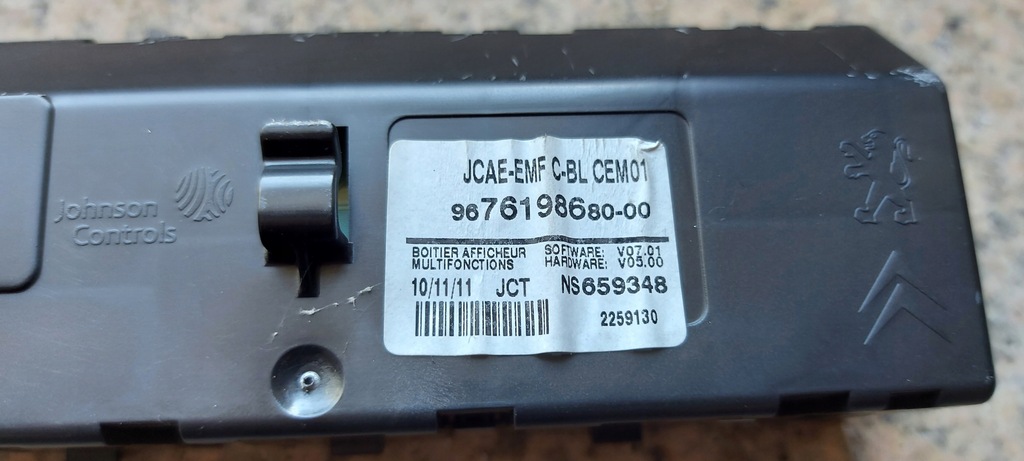 Johnson
Controls
JCAE-EMF C-BL CEM01
9676198680-00
BOITIER AFFICHEUR SOFTWARE: V07.01
MULTIFONCTIONS HARDWARE: V05.00
10/11/11 JCT NS659348
2259130